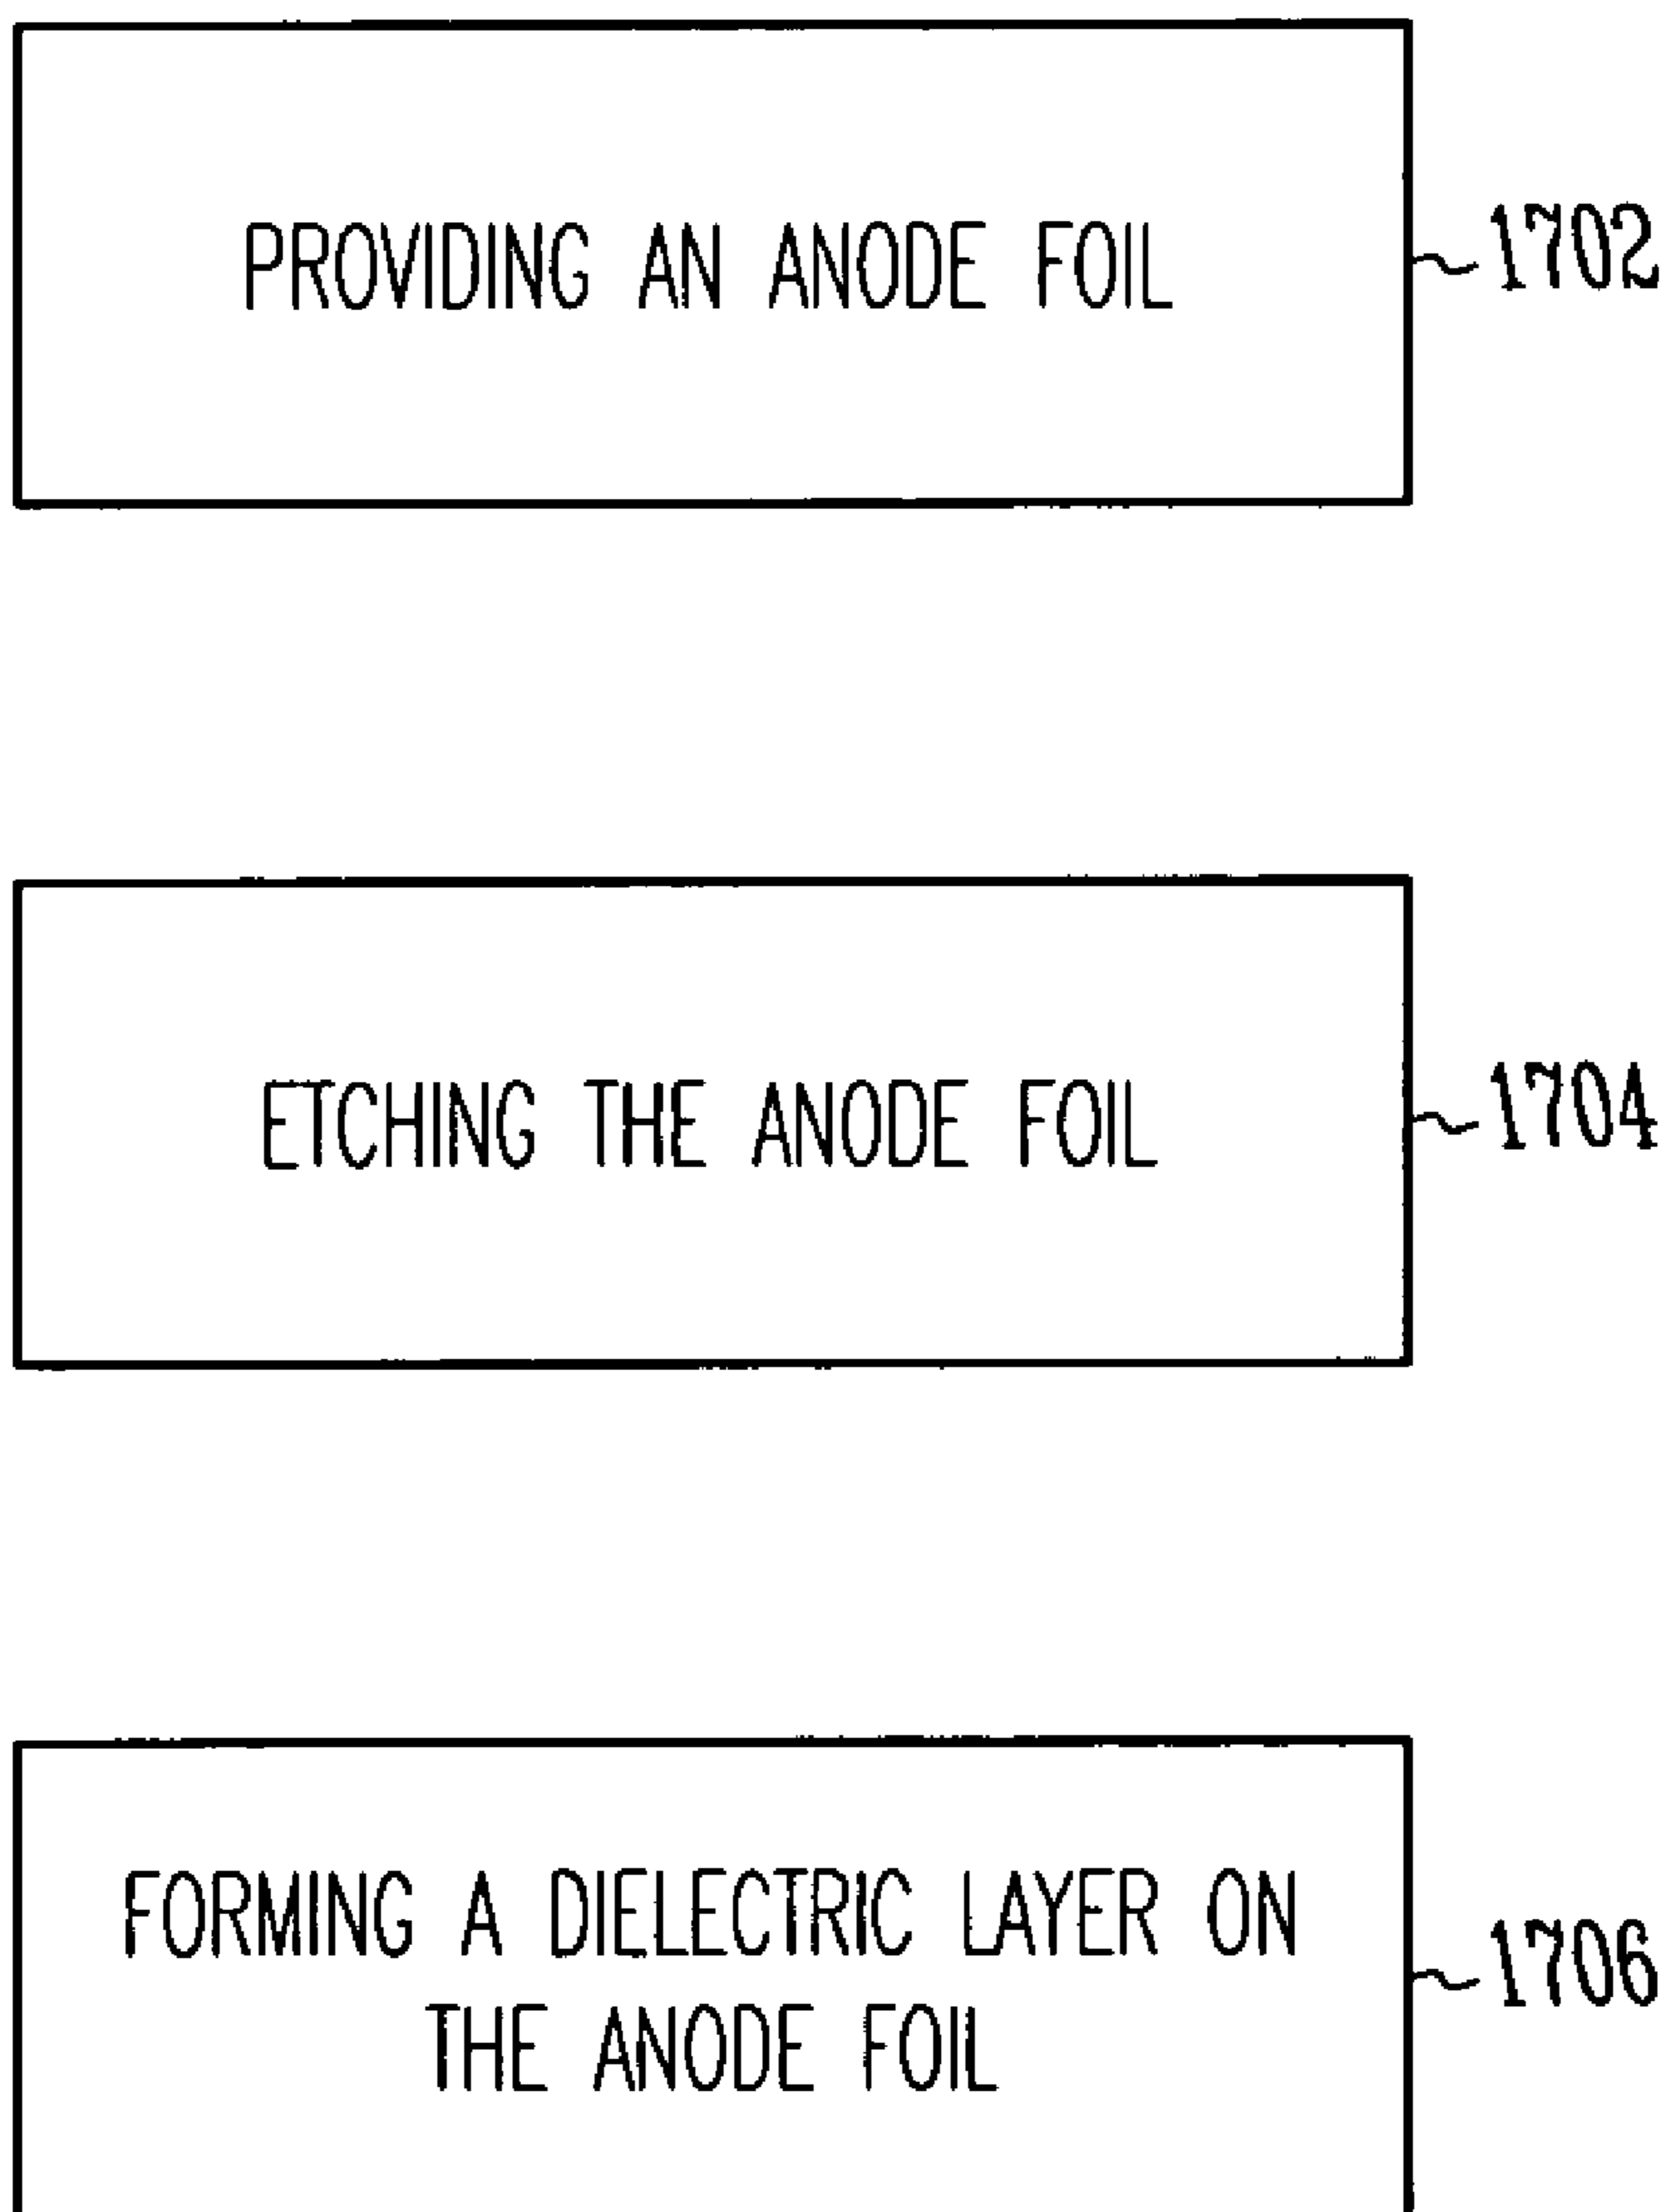 PROVIDING AN ANODE FOIL
1702
ETCHING THE ANODE FOIL
1704
FORMING A DIELECTRIC LAYER ON
THE ANODE FOIL
1706